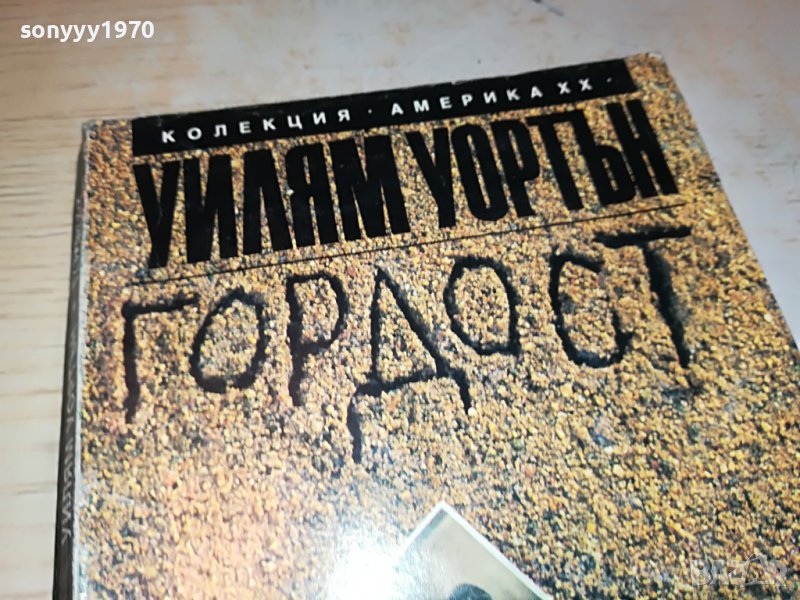 sonyyy1970
КОЛЕКЦИЯ · АМЕРИКА XX ·
УИЛЯМ УОРТЪН
ГОРДОСТ